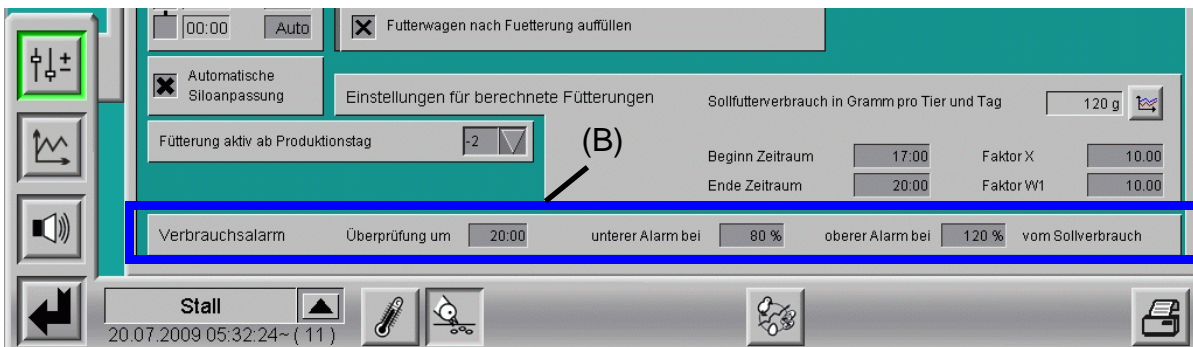 00:00 Auto
Futterwagen nach Fuetterung auffüllen
Automatische
Siloanpassung
Einstellungen für berechnete Fütterungen
Sollfutterverbrauch in Gramm pro Tier und Tag 120 g
Fütterung aktiv ab Produktionstag -2
(B)
Beginn Zeitraum 17:00 Faktor X 10.00
Ende Zeitraum 20:00 Faktor W1 10.00
Verbrauchsalarm Überprüfung um 20:00 unterer Alarm bei 80 % oberer Alarm bei 120 % vom Sollverbrauch
Stall
20.07.2009 05:32:24~ ( 11 )